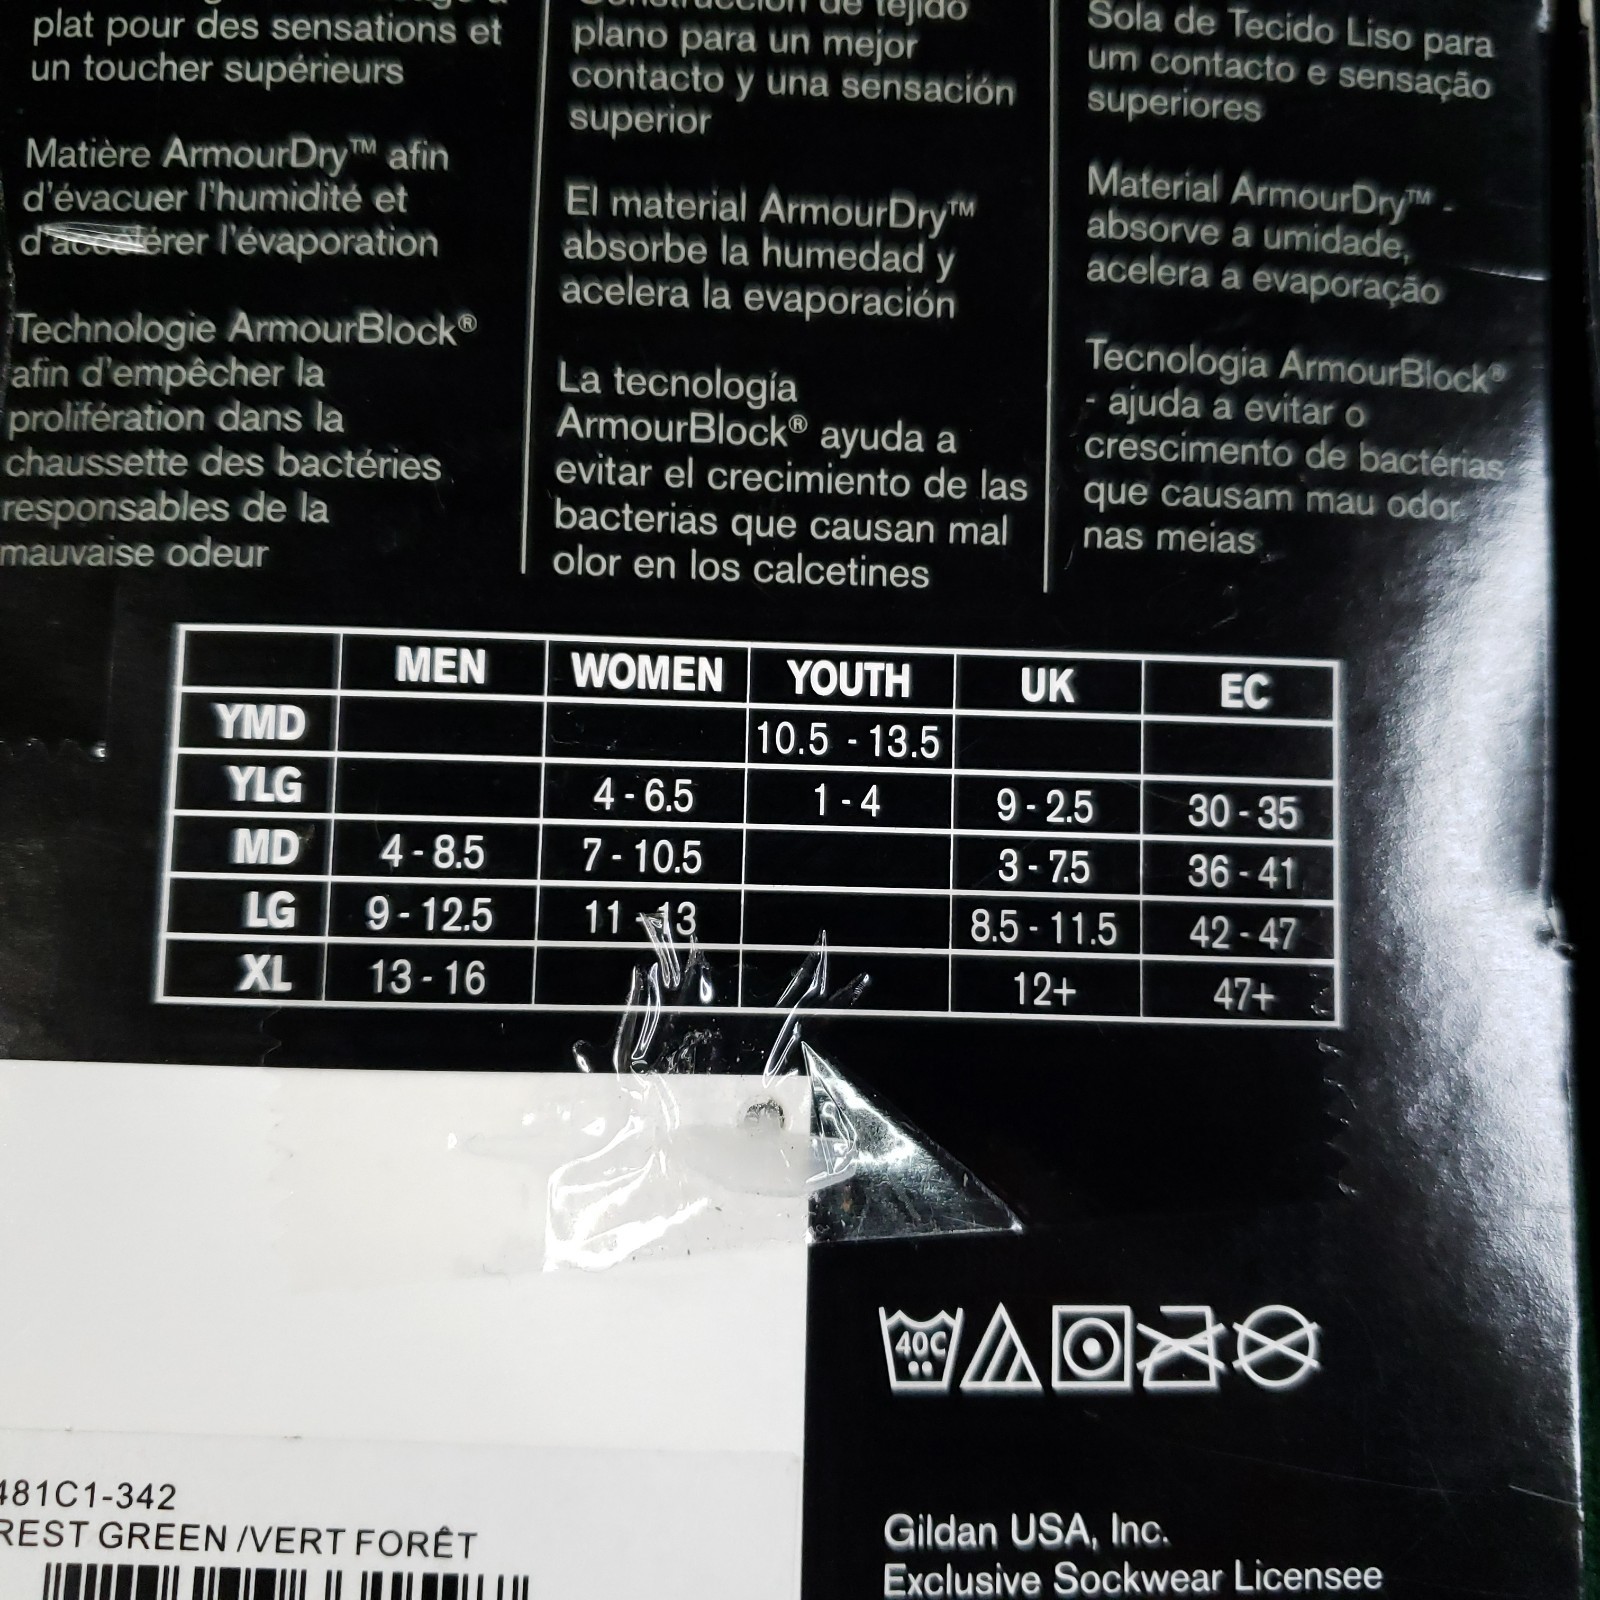 plat pour des sensations et
un toucher supérieurs
Matière ArmourDry™ afin
d'évacuer l'humidité et
d'accélérer l'évaporation
Technologie ArmourBlock®
afin d'empêcher la
prolifération dans la
chaussette des bactéries
responsables de la
mauvaise odeur
Construcción de tejido
plano para un mejor
contacto y una sensación
superior
El material ArmourDry™
absorbe la humedad y
acelera la evaporación
La tecnología
ArmourBlock® ayuda a
evitar el crecimiento de las
bacterias que causan mal
olor en los calcetines
Sola de Tecido Liso para
um contacto e sensação
superiores
Material ArmourDry™ -
absorve a umidade,
acelera a evaporação
Tecnologia ArmourBlock®
- ajuda a evitar o
crescimento de bactérias
que causam mau odor
nas meias
MEN WOMEN YOUTH UK EC
YMD 10.5 - 13.5
YLG 4 - 6.5 1 - 4 9 - 2.5 30 - 35
MD 4 - 8.5 7 - 10.5 3 - 7.5 36 - 41
LG 9 - 12.5 11 - 13 8.5 - 11.5 42 - 47
XL 13 - 16 12+ 47+
40C
481C1-342
REST GREEN /VERT FORÊT
Gildan USA, Inc.
Exclusive Sockwear Licensee